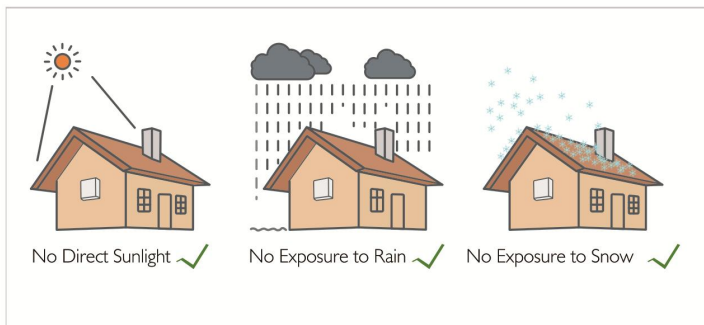 No Direct Sunlight
No Exposure to Rain
No Exposure to Snow